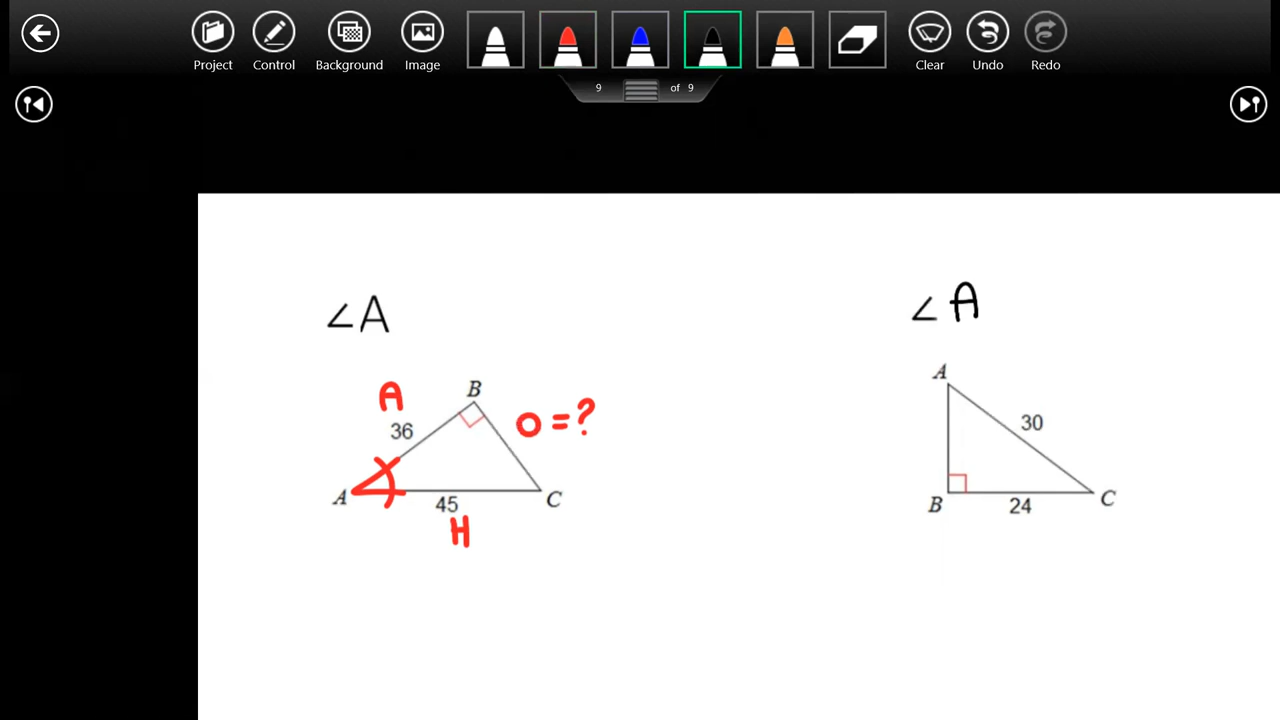 Project
Control
Background
Image
Clear
Undo
Redo
9 of 9
∠A
∠A
A
B
O=?
36
A
45
C
H
A
30
B
24
C